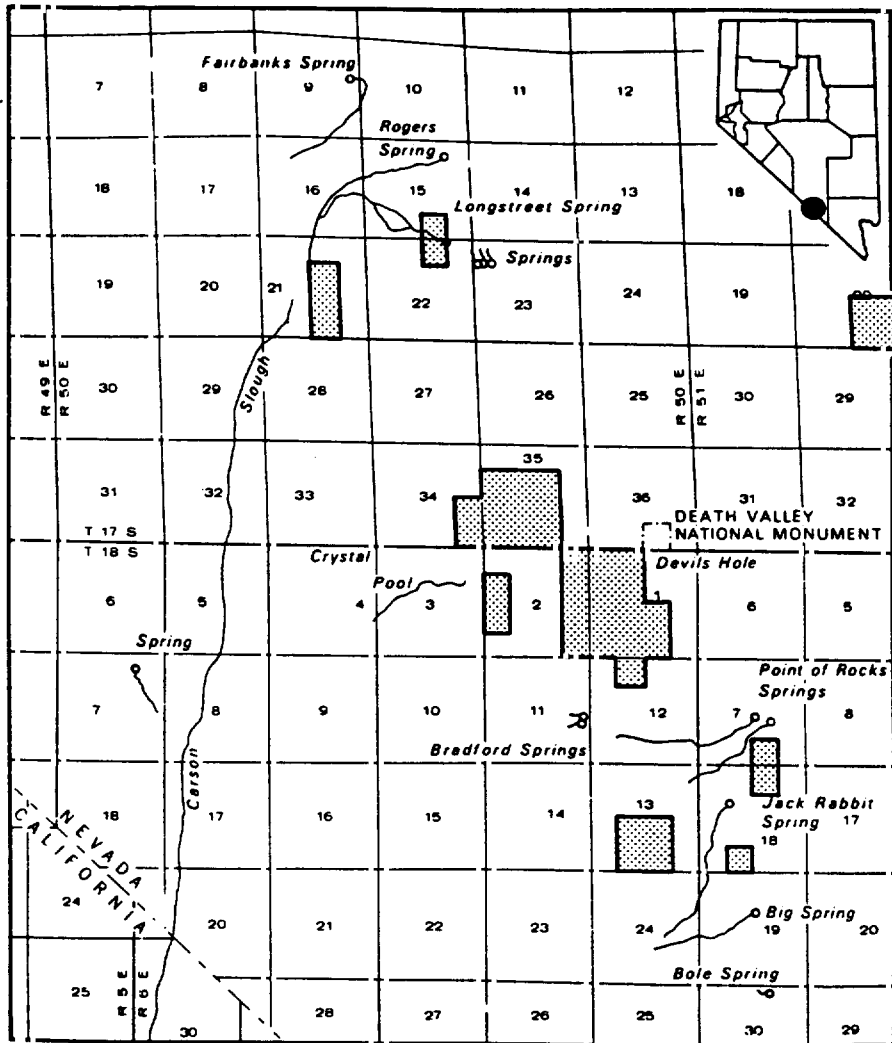 Fairbanks Spring
7 8 9 10 11 12
Rogers
Spring
18 17 16 15 14 13 18
Longstreet Spring
Springs
19 20 21 22 23 24 19
R 49 E
R 50 E
Slough
R 50 E
R 51 E
30 29 28 27 26 25 30 29
35
31 32 33 34 36 31 32
T 17 S
T 18 S
DEATH VALLEY
NATIONAL MONUMENT
Crystal
Pool
Devils Hole
6 5 4 3 2 1 6 5
Spring
Point of Rocks
Springs
7 8 9 10 11 12 7 8
Bradford Springs
Carson
18 17 16 15 14 13
Jack Rabbit
Spring 17
18
NEVADA
CALIFORNIA
24 20 21 22 23 24 19 20
Big Spring
Bole Spring
25 R 5 E
R 6 E
30 28 27 26 25 30 29